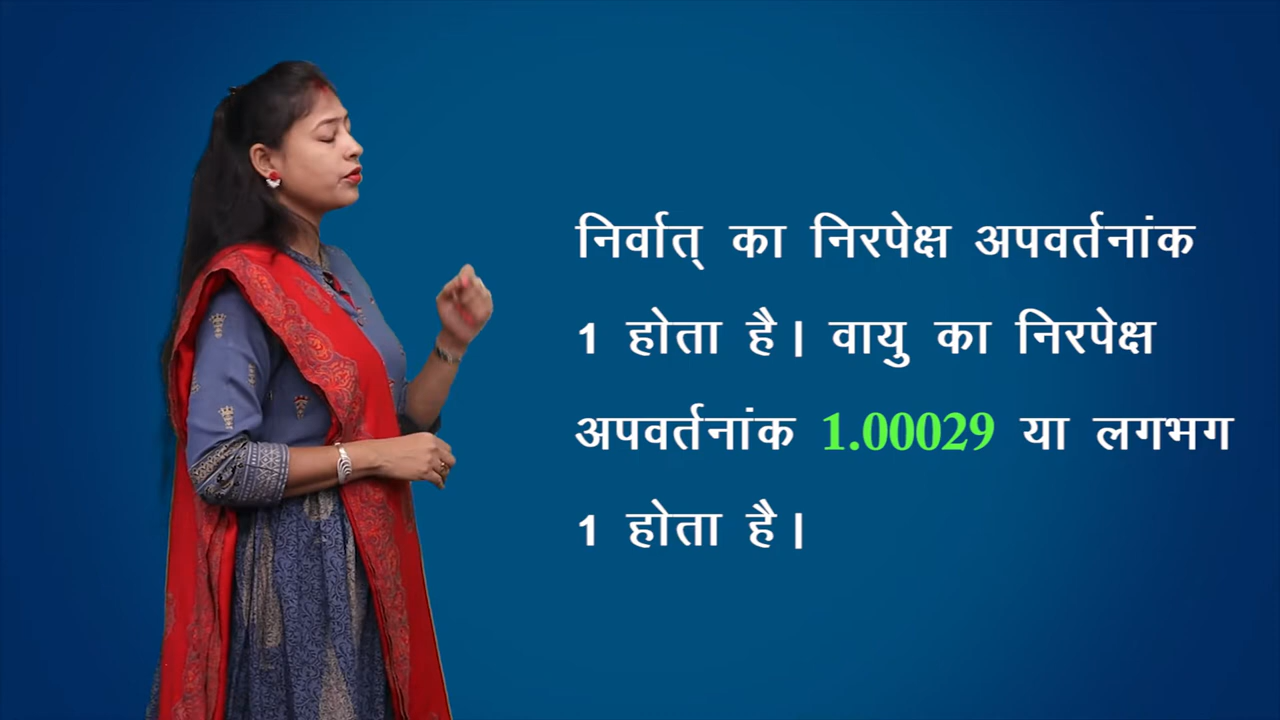 निर्वात् का निरपेक्ष अपवर्तनांक
1 होता है। वायु का निरपेक्ष
अपवर्तनांक 1.00029 या लगभग
1 होता है।